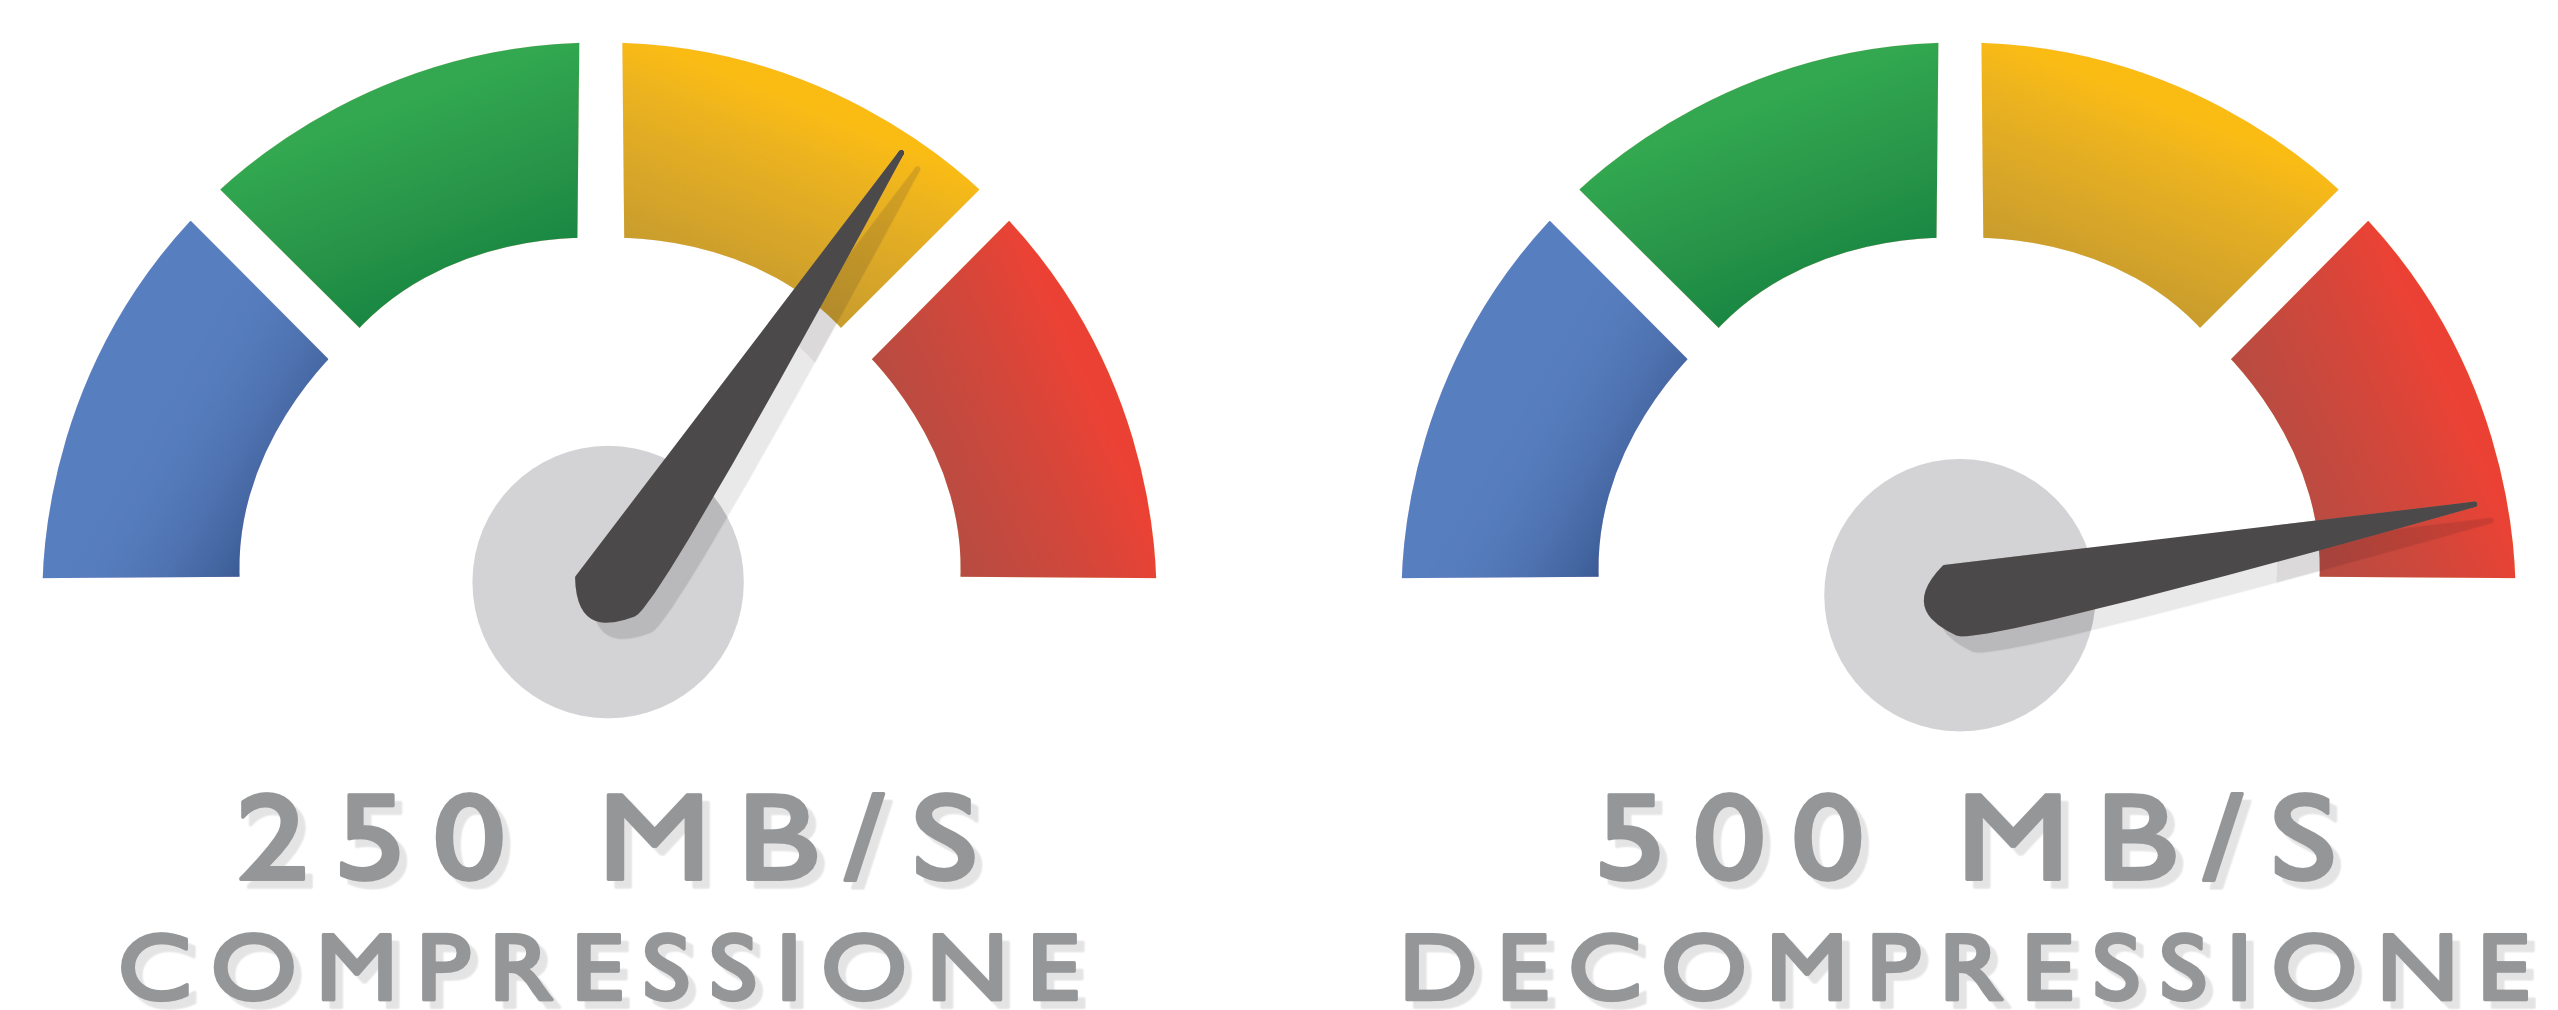 250 MB/S
COMPRESSIONE
500 MB/S
DECOMPRESSIONE